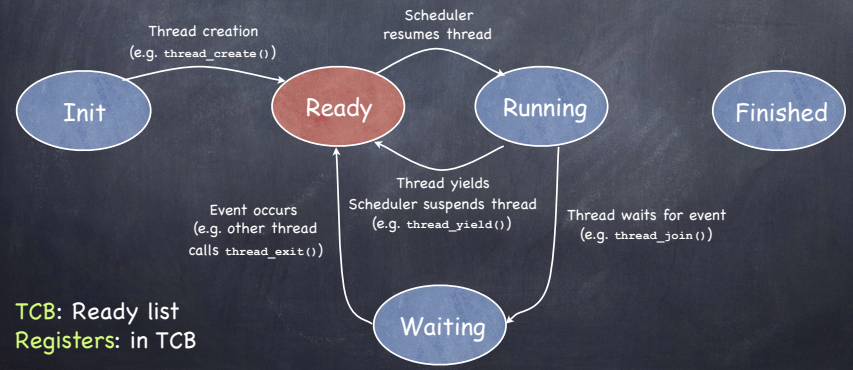 Thread creation
(e.g. thread_create())
Scheduler
resumes thread
Init
Ready
Running
Finished
Thread yields
Scheduler suspends thread
(e.g. thread_yield())
Event occurs
(e.g. other thread
calls thread_exit())
Thread waits for event
(e.g. thread_join())
Waiting
TCB: Ready list
Registers: in TCB